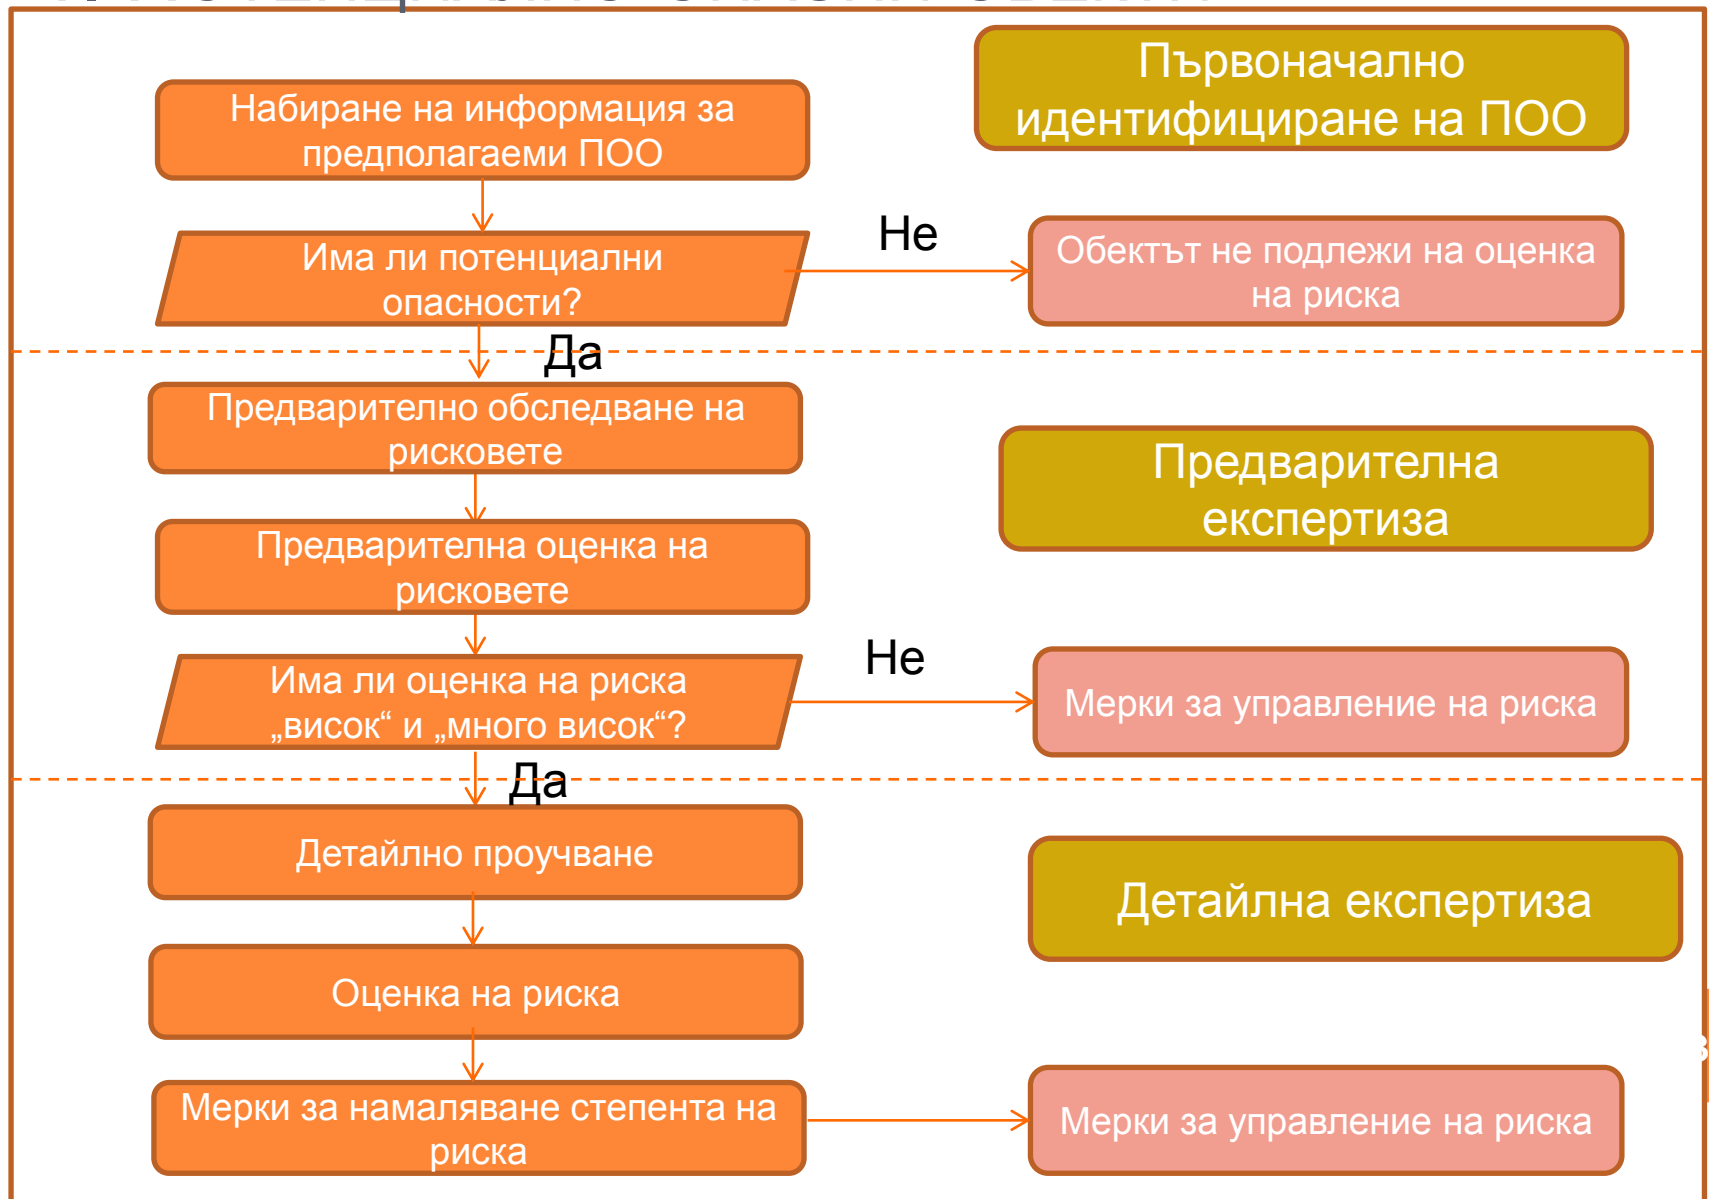 Първоначално
идентифициране на ПОО
Набиране на информация за
предполагаеми ПОО
Има ли потенциални
опасности?
Не
Обектът не подлежи на оценка
на риска
Да
Предварително обследване на
рисковете
Предварителна
експертиза
Предварителна оценка на
рисковете
Има ли оценка на риска
„висок“ и „много висок“?
Не
Мерки за управление на риска
Да
Детайлно проучване
Детайлна експертиза
Оценка на риска
Мерки за намаляване степента на
риска
Мерки за управление на риска